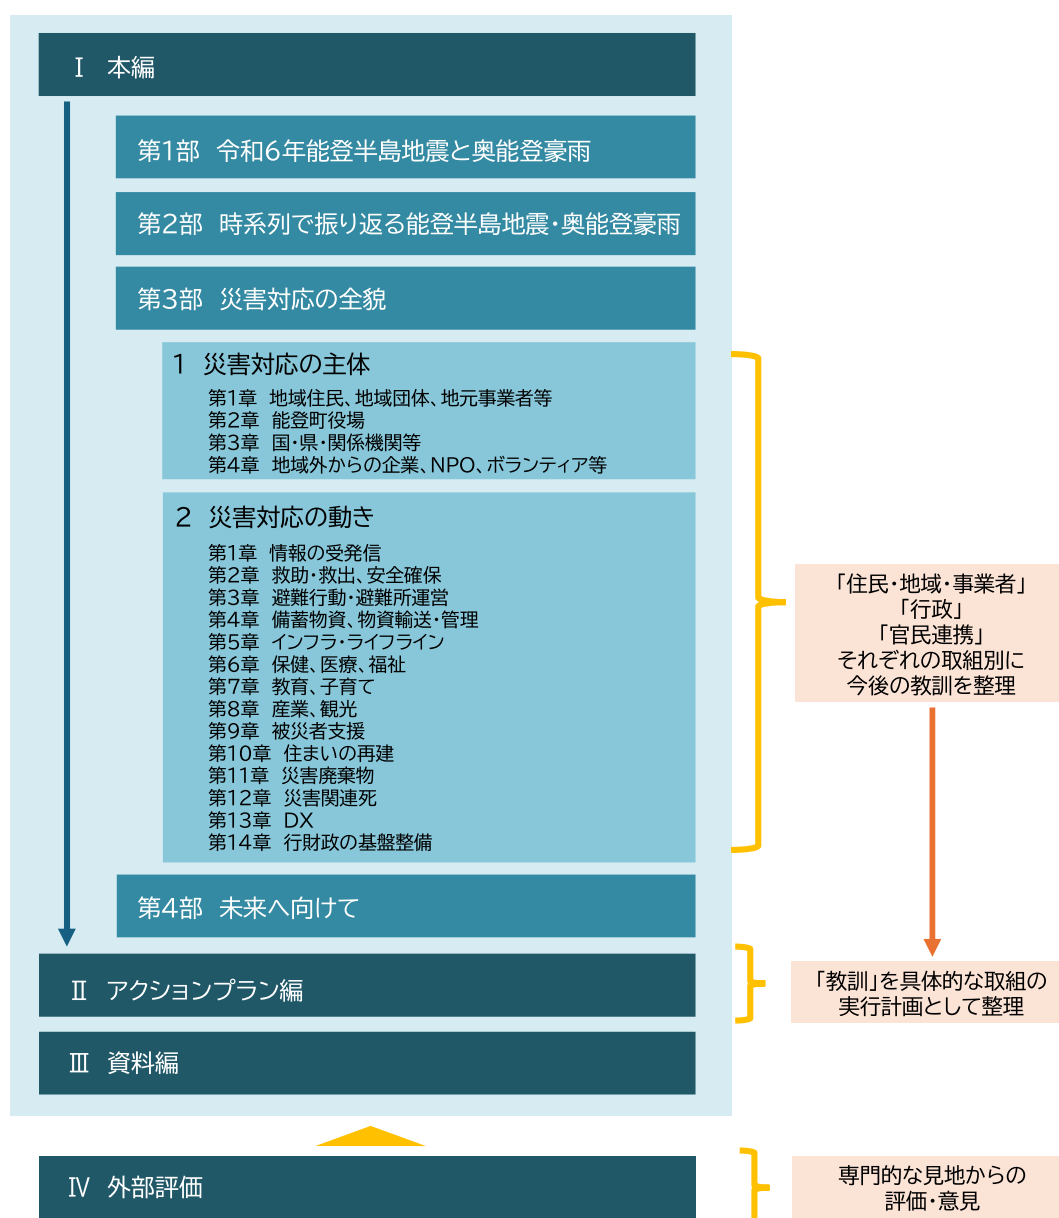 Ⅰ 本編
第1部 令和6年能登半島地震と奥能登豪雨
第2部 時系列で振り返る能登半島地震・奥能登豪雨
第3部 災害対応の全貌
1 災害対応の主体
第1章 地域住民、地域団体、地元事業者等
第2章 能登町役場
第3章 国・県・関係機関等
第4章 地域外からの企業、NPO、ボランティア等
2 災害対応の動き
第1章 情報の受発信
第2章 救助・救出、安全確保
第3章 避難行動・避難所運営
第4章 備蓄物資、物資輸送・管理
第5章 インフラ・ライフライン
第6章 保健、医療、福祉
第7章 教育、子育て
第8章 産業、観光
第9章 被災者支援
第10章 住まいの再建
第11章 災害廃棄物
第12章 災害関連死
第13章 DX
第14章 行財政の基盤整備
「住民・地域・事業者」
「行政」
「官民連携」
それぞれの取組別に
今後の教訓を整理
第4部 未来へ向けて
Ⅱ アクションプラン編
「教訓」を具体的な取組の
実行計画として整理
Ⅲ 資料編
Ⅳ 外部評価
専門的な見地からの
評価・意見